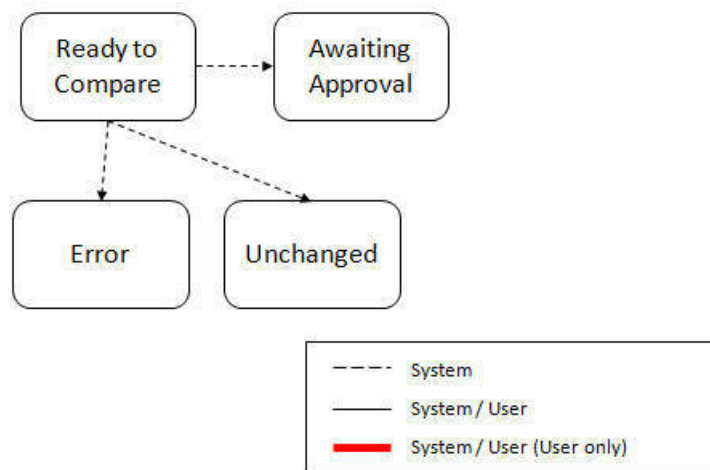 Ready to
Compare
Awaiting
Approval
Error
Unchanged
System
System / User
System / User (User only)